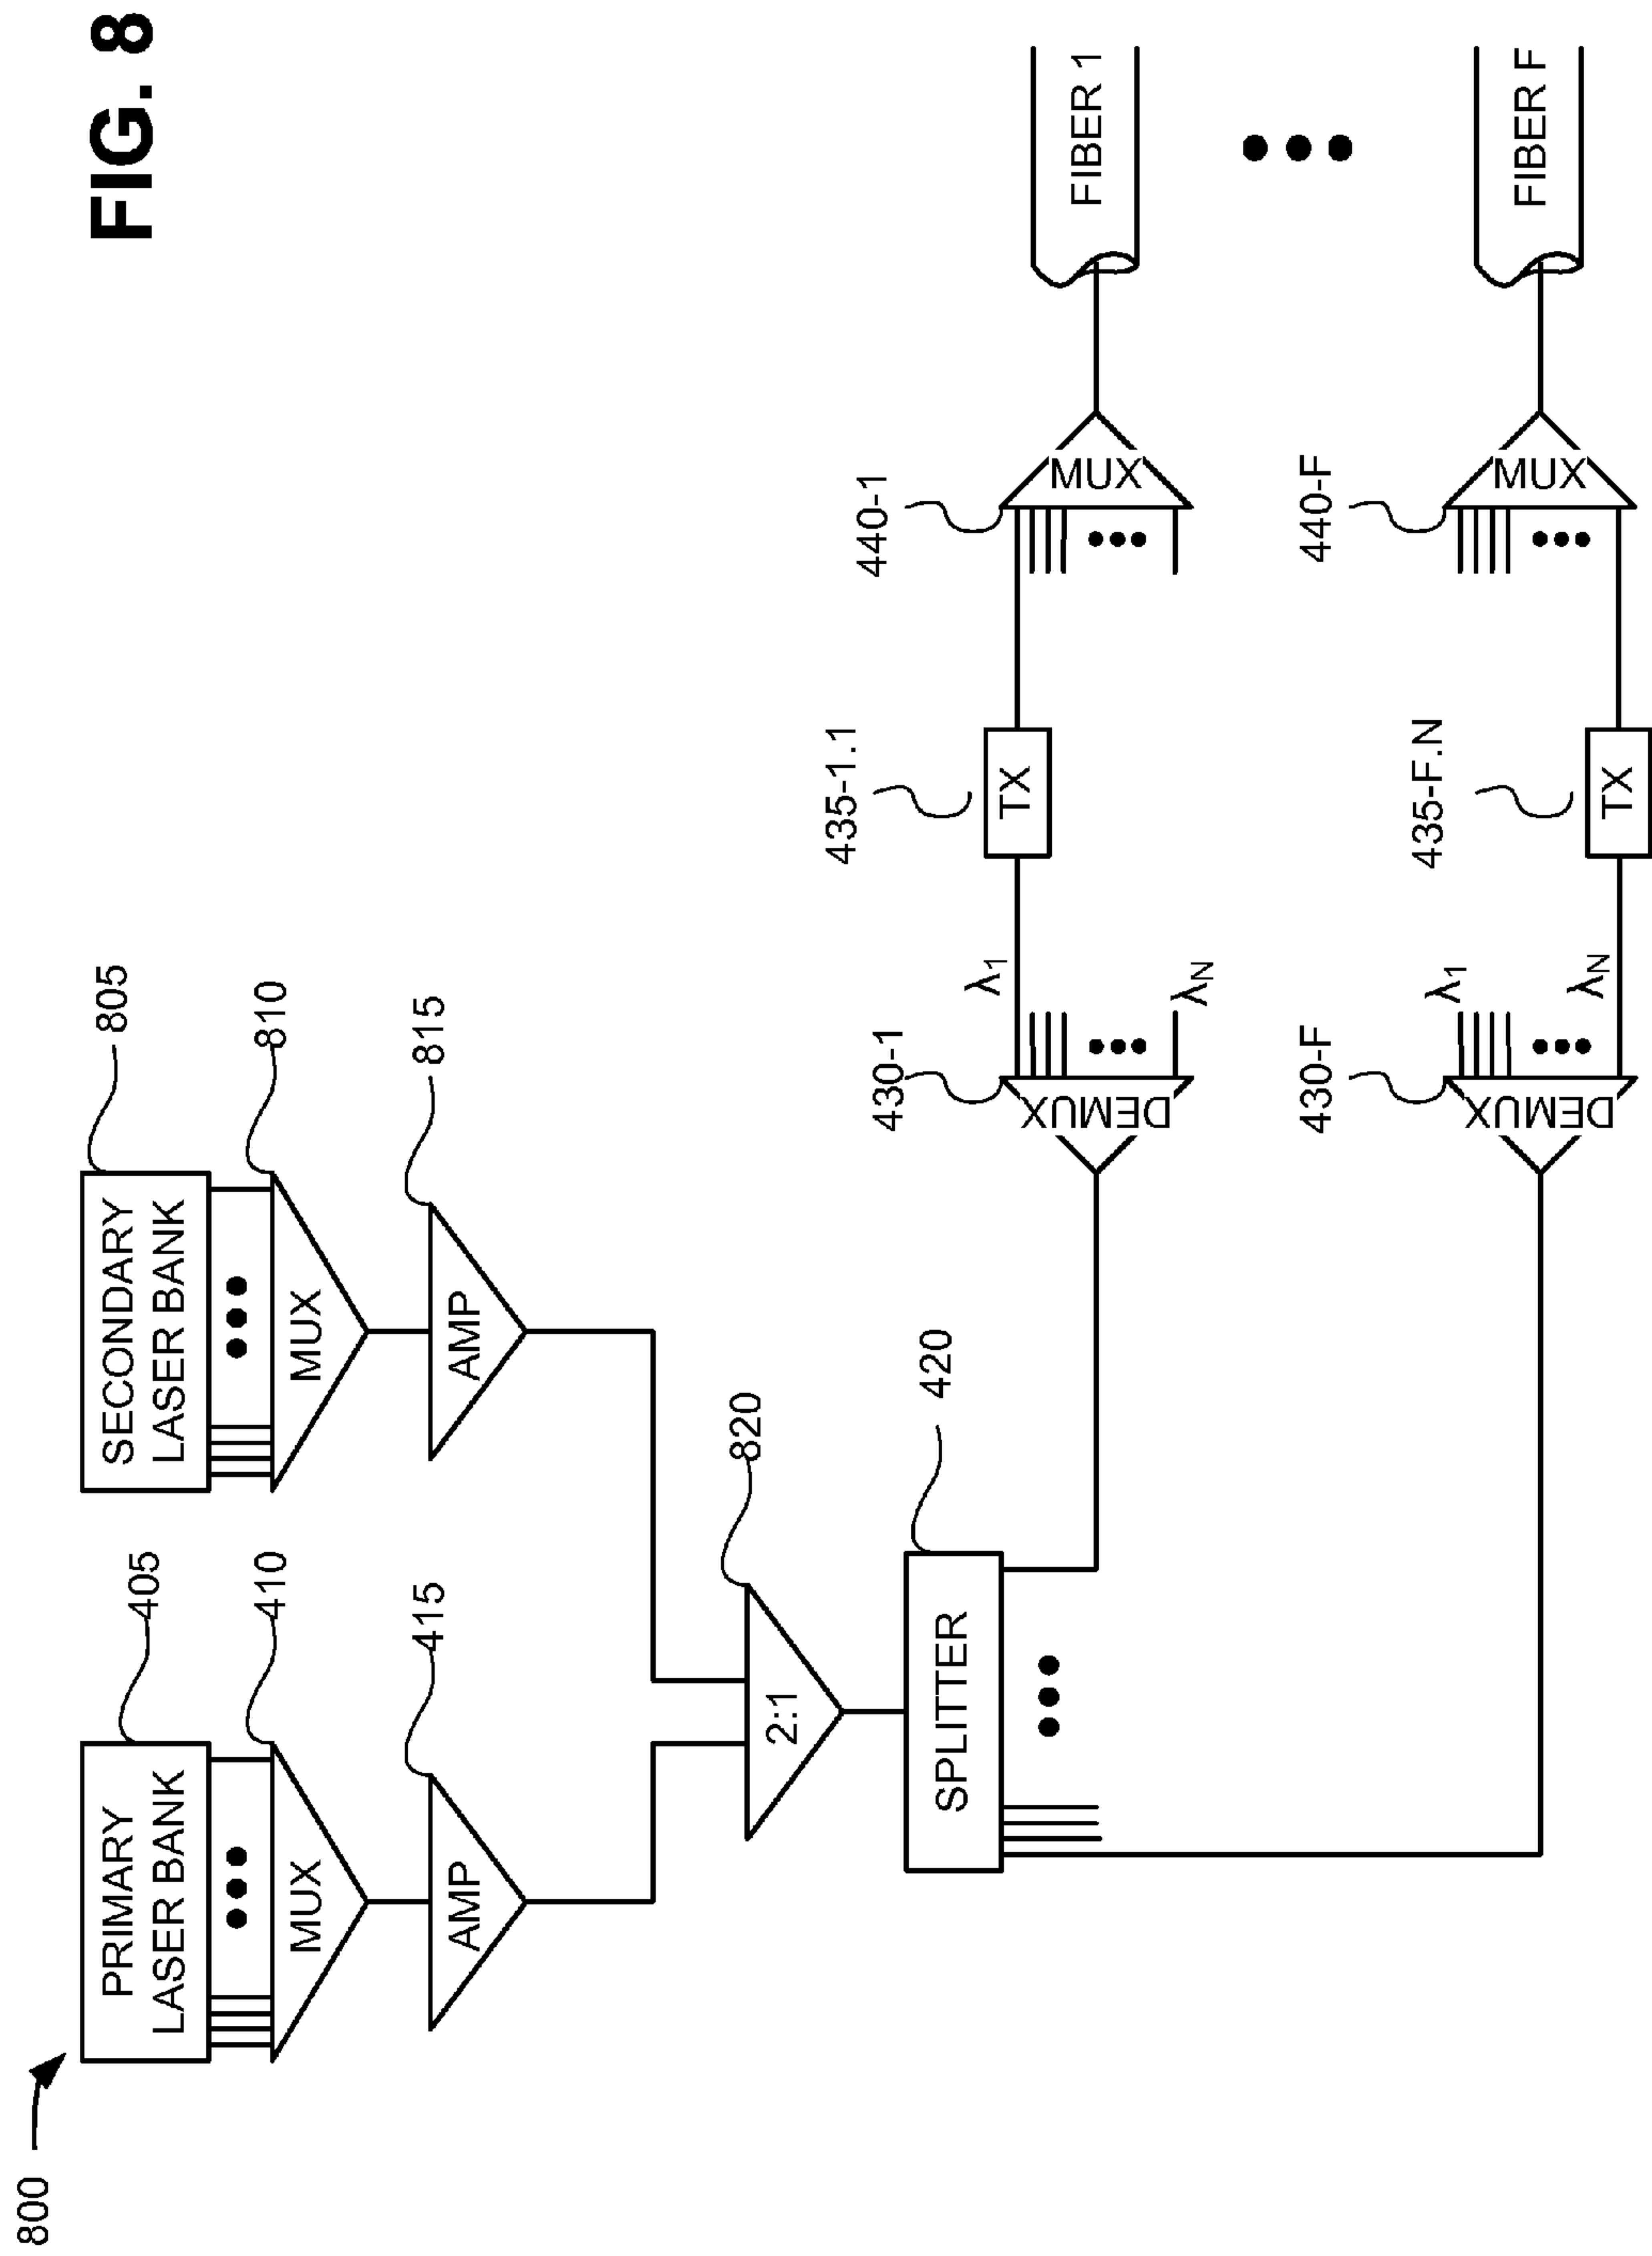 FIG. 8
800
PRIMARY
LASER BANK
405
SECONDARY
LASER BANK
805
MUX
410
MUX
810
AMP
415
AMP
815
2:1
820
SPLITTER
420
430-1
DEMUX
λ1
λN
435-1.1
TX
440-1
MUX
FIBER 1
430-F
DEMUX
λ1
λN
435-F.N
TX
440-F
MUX
FIBER F